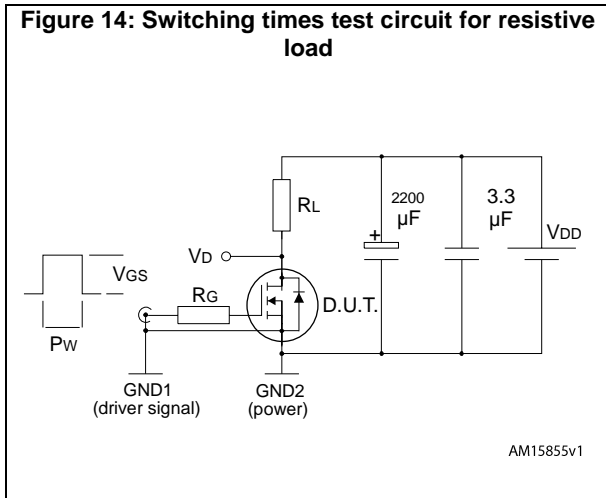 Figure 14: Switching times test circuit for resistive
load
RL
2200
µF
+
3.3
µF
VDD
VD
VGS
RG
D.U.T.
PW
GND1
(driver signal)
GND2
(power)
AM15855v1